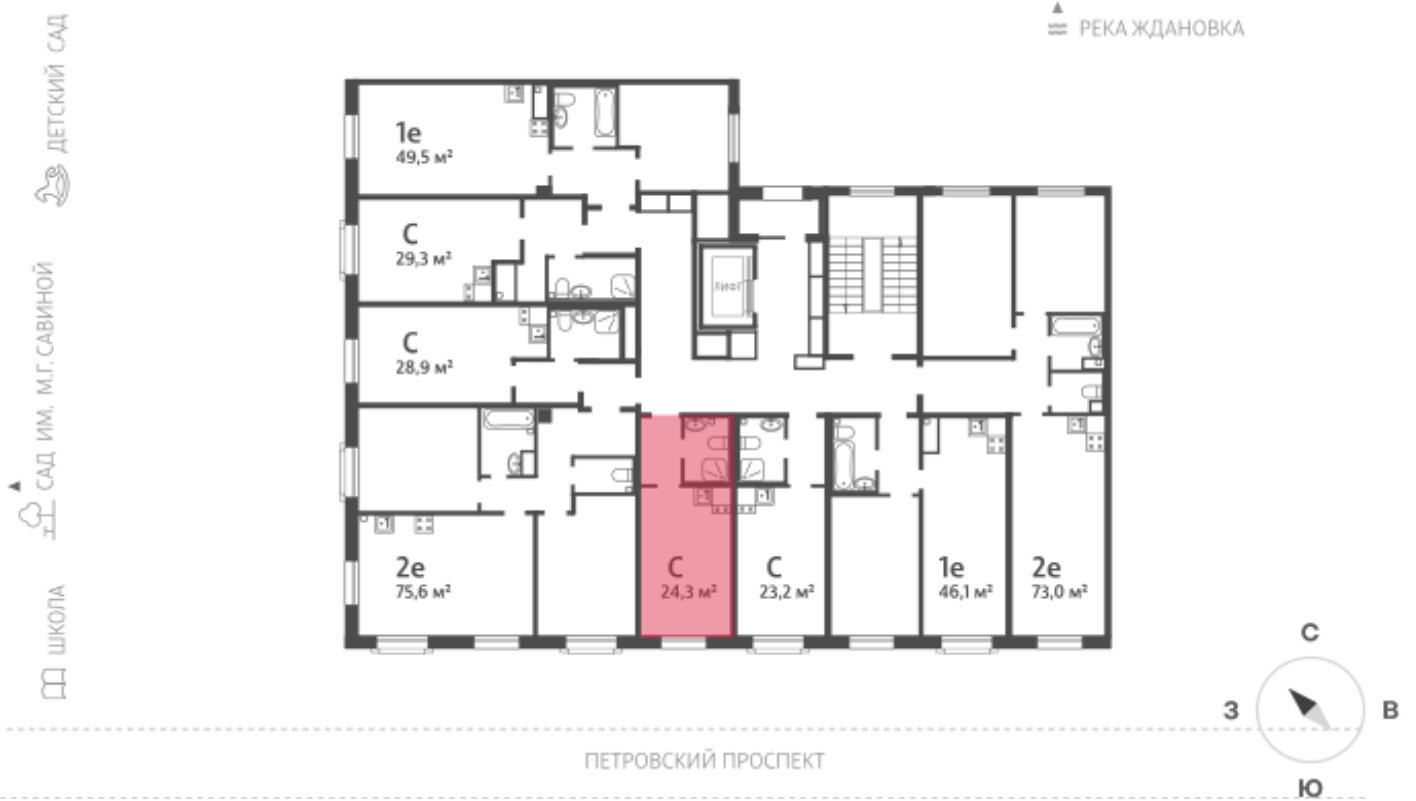 РЕКА ЖДАНОВКА
ДЕТСКИЙ САД
САД ИМ. М.Г. САВИНОЙ
ШКОЛА
1е
49,5 м²
С
29,3 м²
ЛИФТ
С
28,9 м²
2е
75,6 м²
С
24,3 м²
С
23,2 м²
1е
46,1 м²
2е
73,0 м²
С
З
В
Ю
ПЕТРОВСКИЙ ПРОСПЕКТ